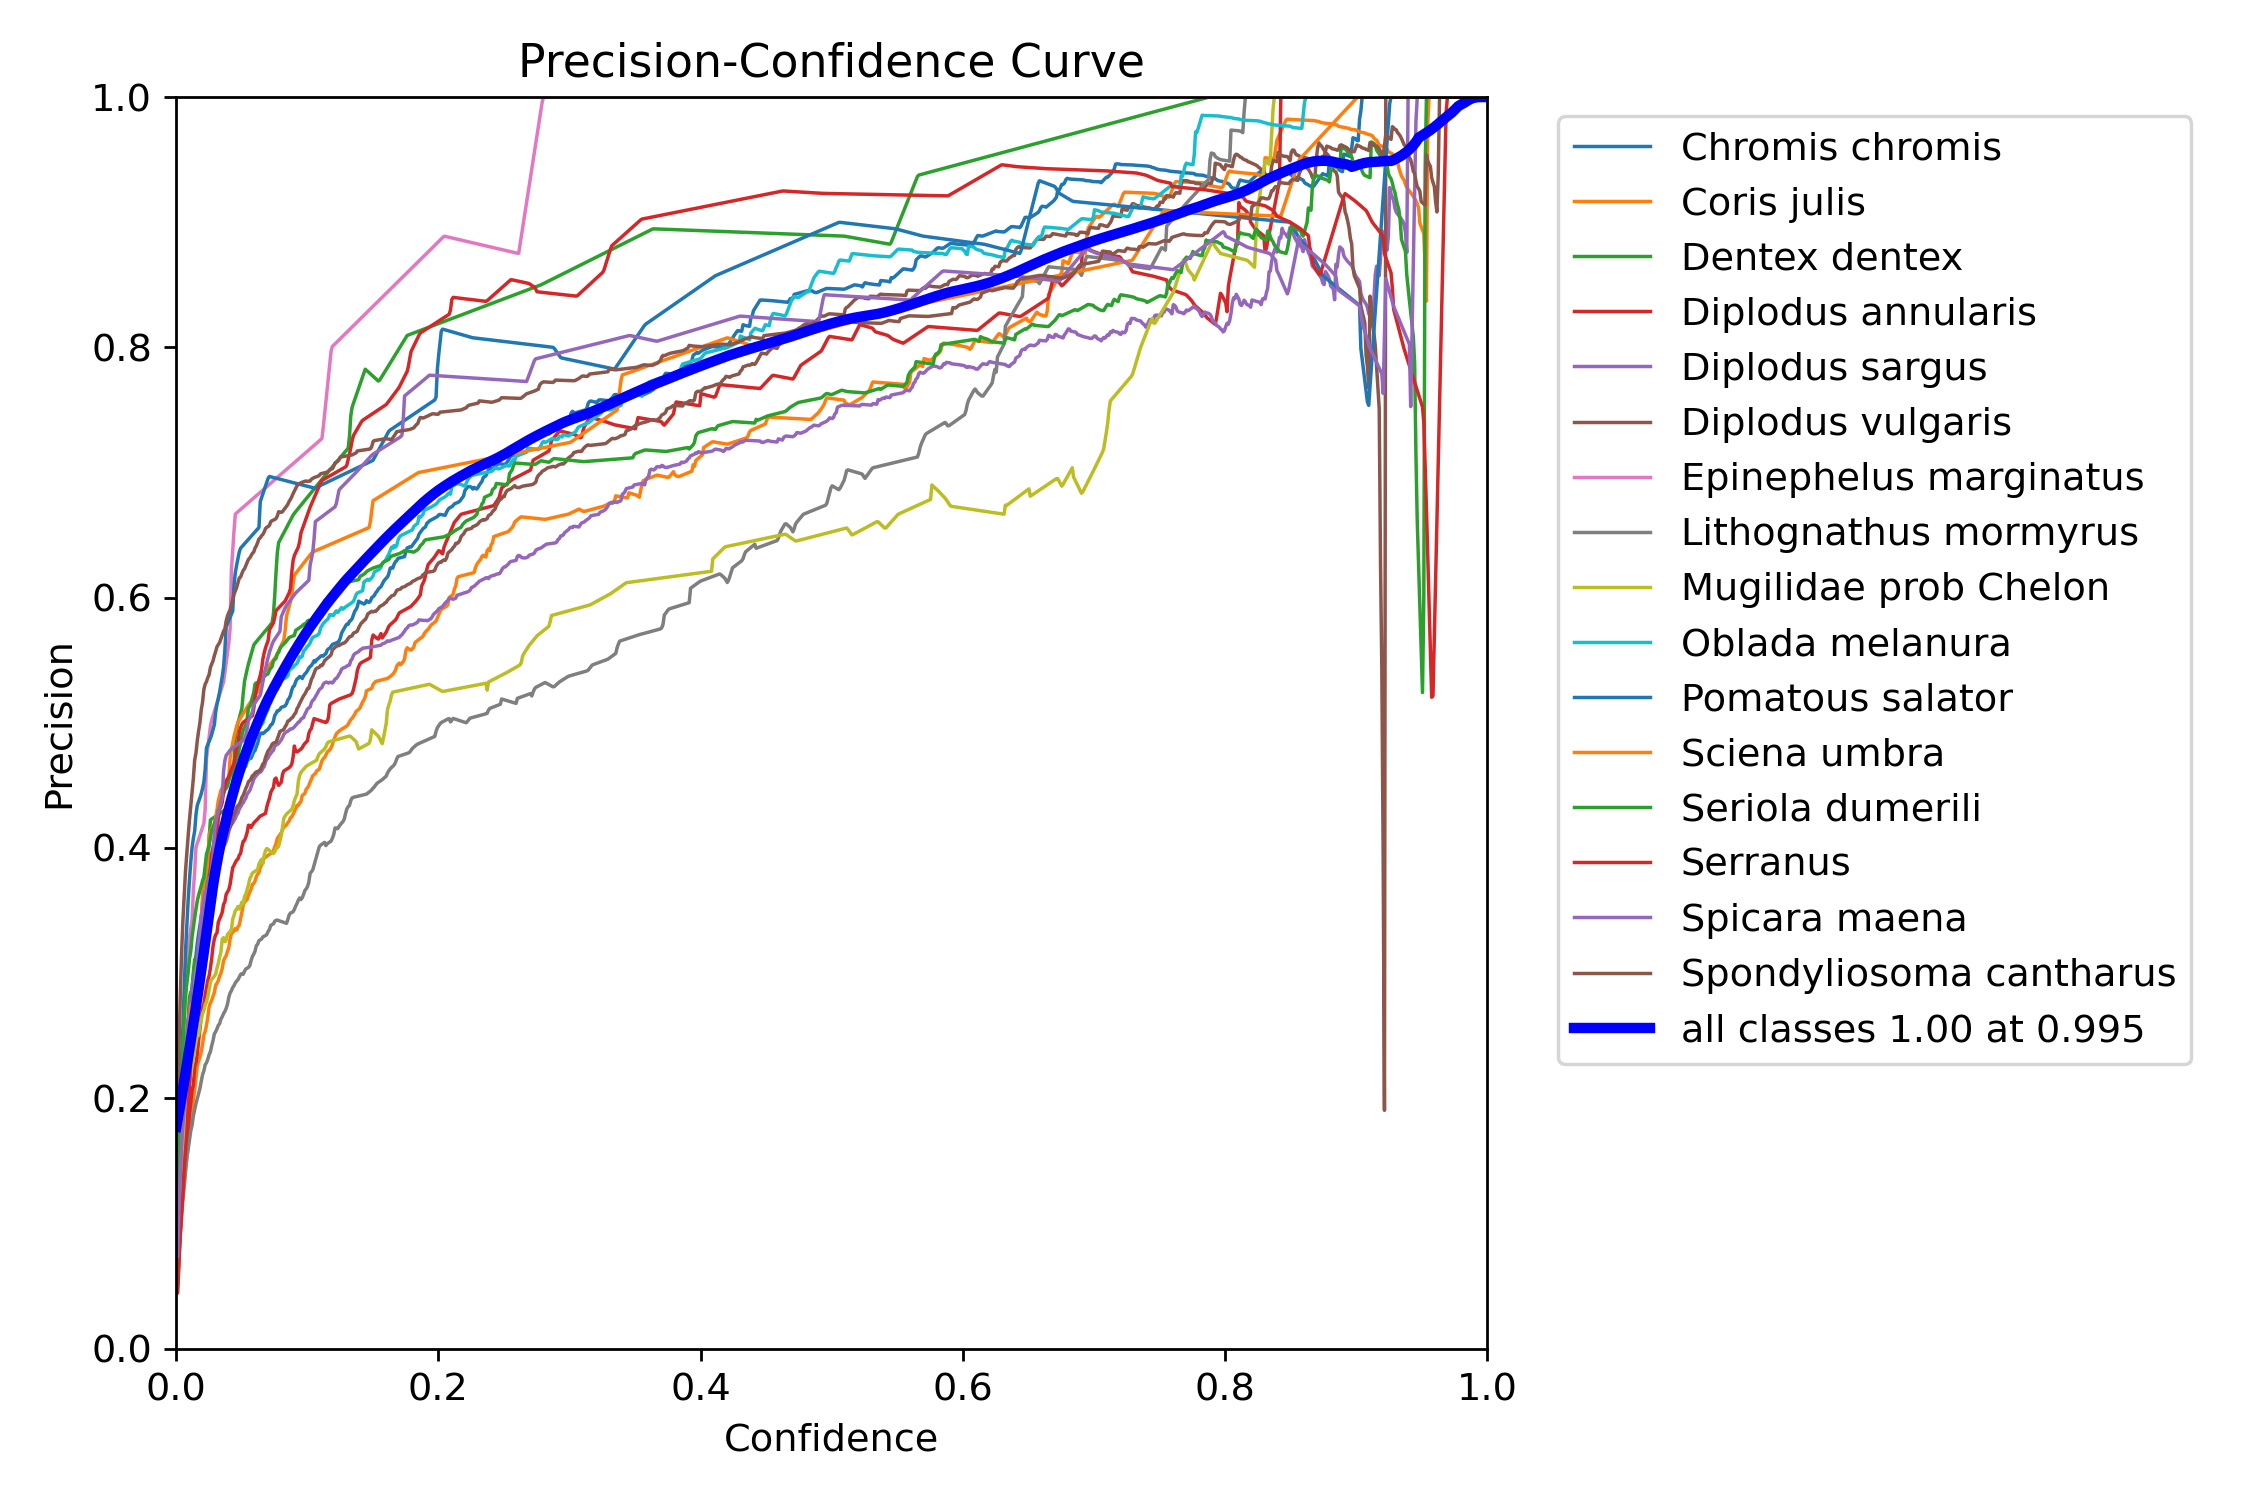 Precision-Confidence Curve
1.0
0.8
0.6
0.4
0.2
0.0
Precision
0.0 0.2 0.4 0.6 0.8 1.0
Confidence
Chromis chromis
Coris julis
Dentex dentex
Diplodus annularis
Diplodus sargus
Diplodus vulgaris
Epinephelus marginatus
Lithognathus mormyrus
Mugilidae prob Chelon
Oblada melanura
Pomatous salator
Sciena umbra
Seriola dumerili
Serranus
Spicara maena
Spondyliosoma cantharus
all classes 1.00 at 0.995